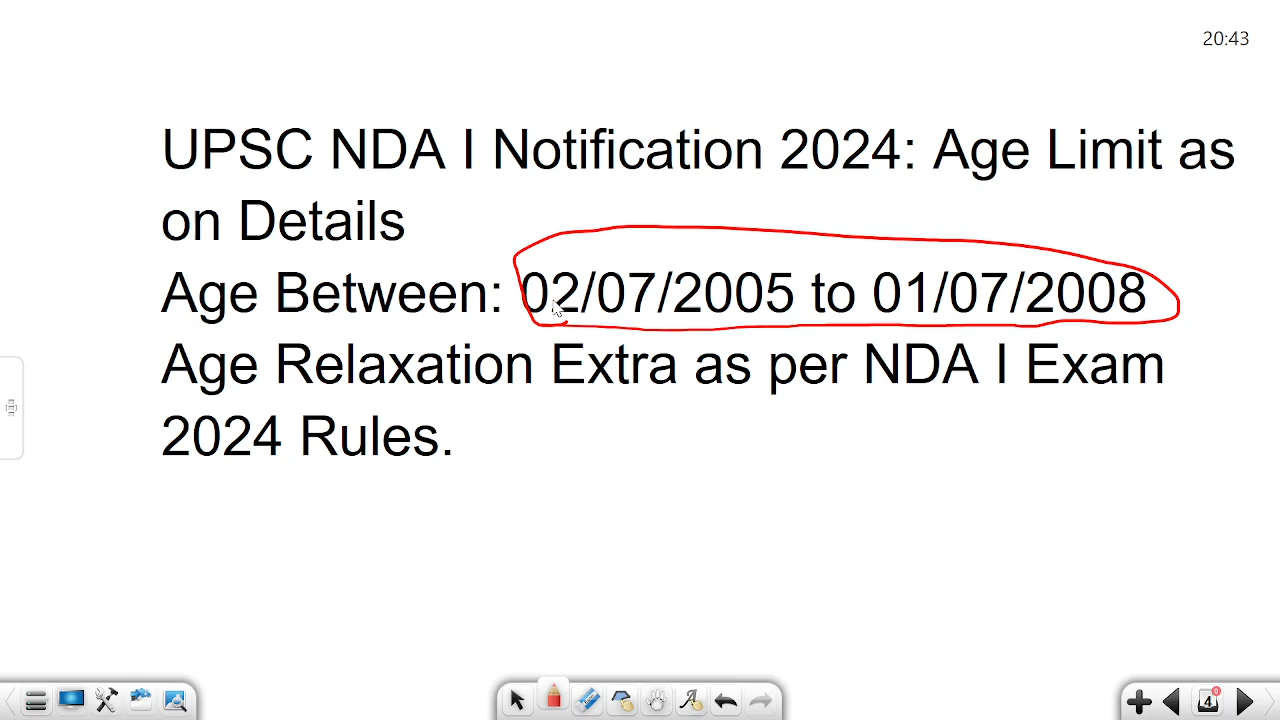 20:43
UPSC NDA I Notification 2024: Age Limit as
on Details
Age Between: 02/07/2005 to 01/07/2008
Age Relaxation Extra as per NDA I Exam
2024 Rules.
4
0